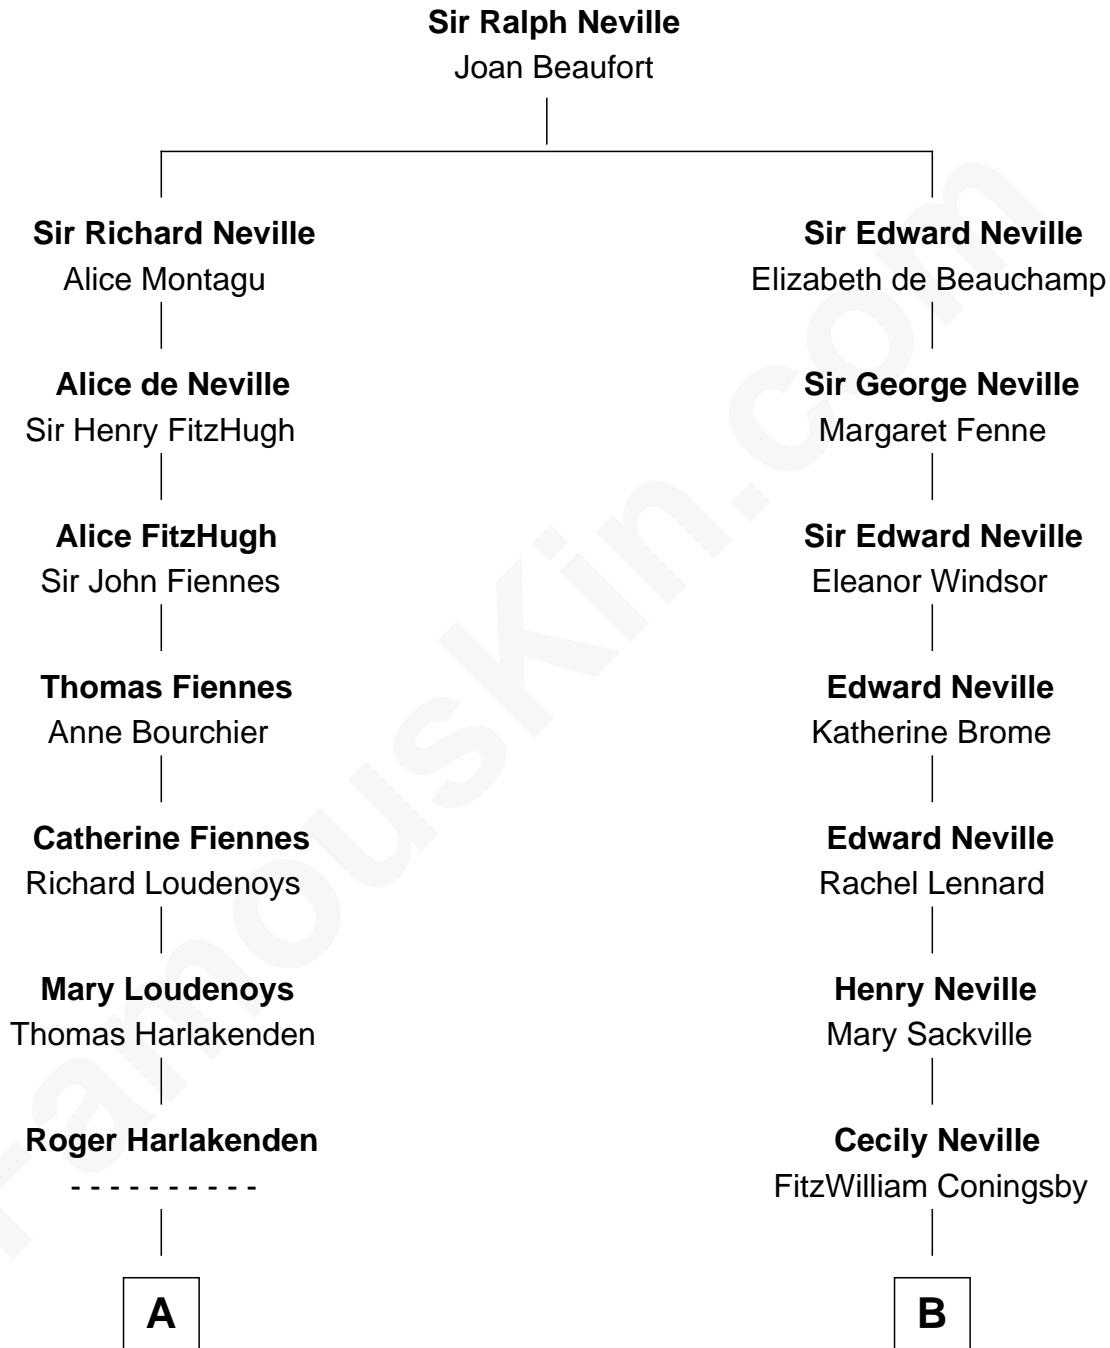 Sir Ralph Neville
Joan Beaufort
Sir Richard Neville
Alice Montagu
Sir Edward Neville
Elizabeth de Beauchamp
Alice de Neville
Sir Henry FitzHugh
Sir George Neville
Margaret Fenne
Alice FitzHugh
Sir John Fiennes
Sir Edward Neville
Eleanor Windsor
Thomas Fiennes
Anne Bourchier
Edward Neville
Katherine Brome
Catherine Fiennes
Richard Loudenoys
Edward Neville
Rachel Lennard
Mary Loudenoys
Thomas Harlakenden
Henry Neville
Mary Sackville
Roger Harlakenden
- - - - - - - - - -
Cecily Neville
FitzWilliam Coningsby
A
B
FamousKin.com